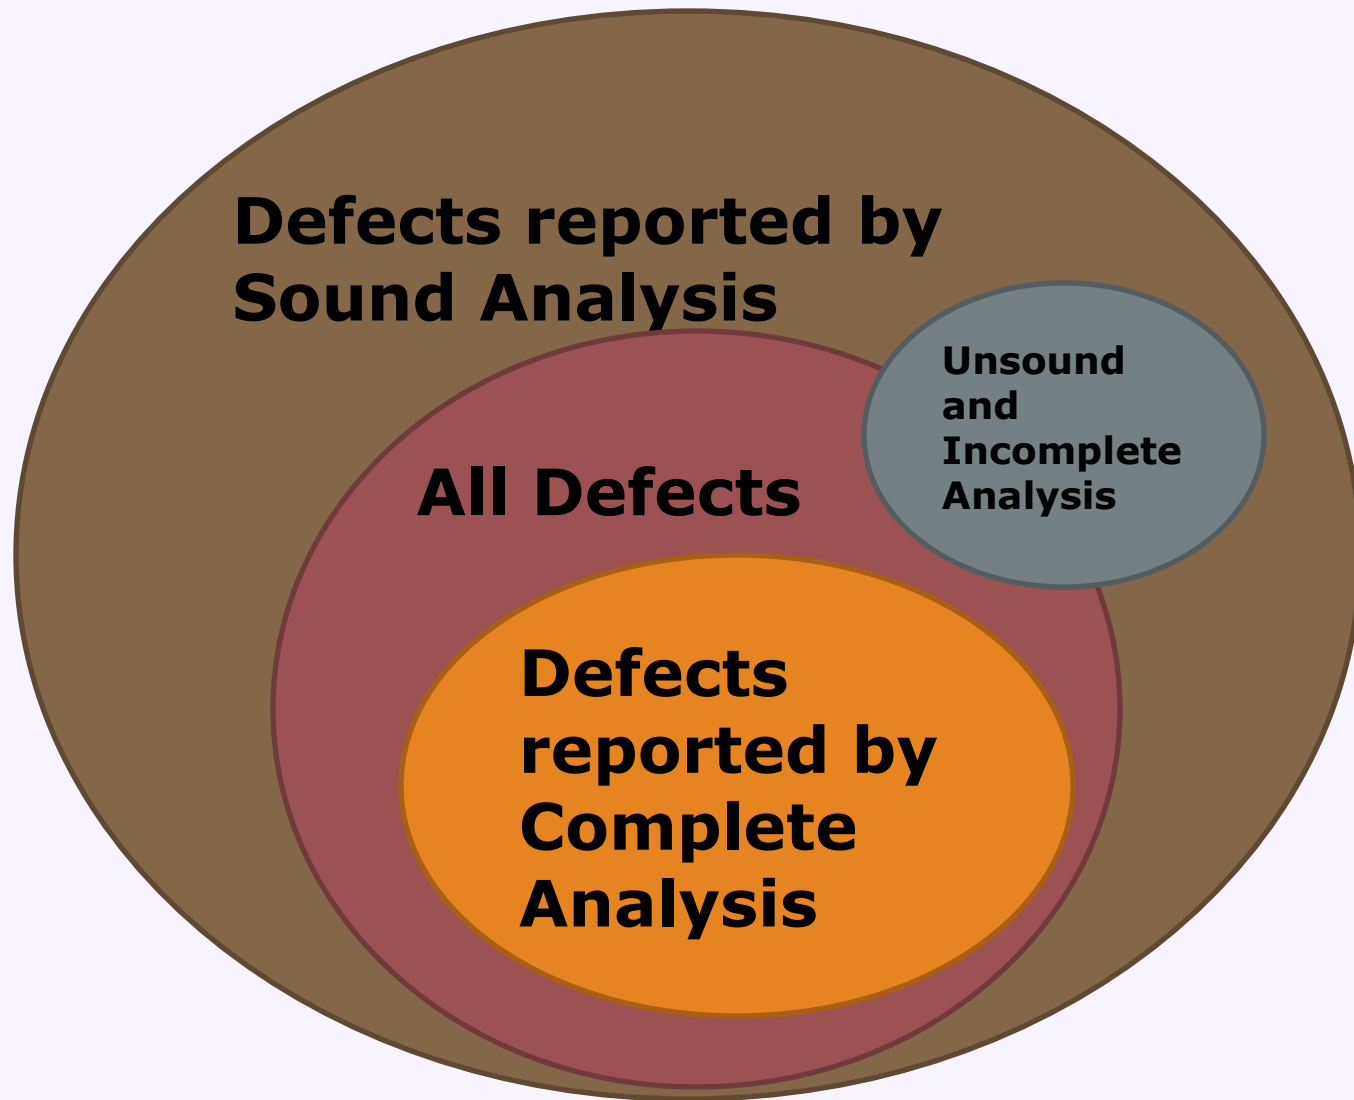 Defects reported by
Sound Analysis
Unsound
and
Incomplete
Analysis
All Defects
Defects
reported by
Complete
Analysis